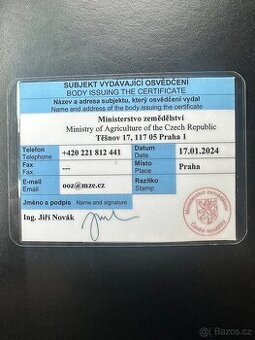 SUBJEKT VYDÁVAJÍCÍ OSVĚDČENÍ
BODY ISSUING THE CERTIFICATE
Název a adresa subjektu, který osvědčení vydal
Name and address of the body issuing the certificate
Ministerstvo zemědělství
Ministry of Agriculture of the Czech Republic
Těšnov 17, 117 05 Praha 1
Telefon
Telephone
+420 221 812 441
Datum
Date
17.01.2024
Fax
Fax
---
Místo
Place
Praha
E-mail
E-mail
ooz@mze.cz
Razítko
Stamp
Jméno a podpis Name and signature
Ing. Jiří Novák
bazos.cz